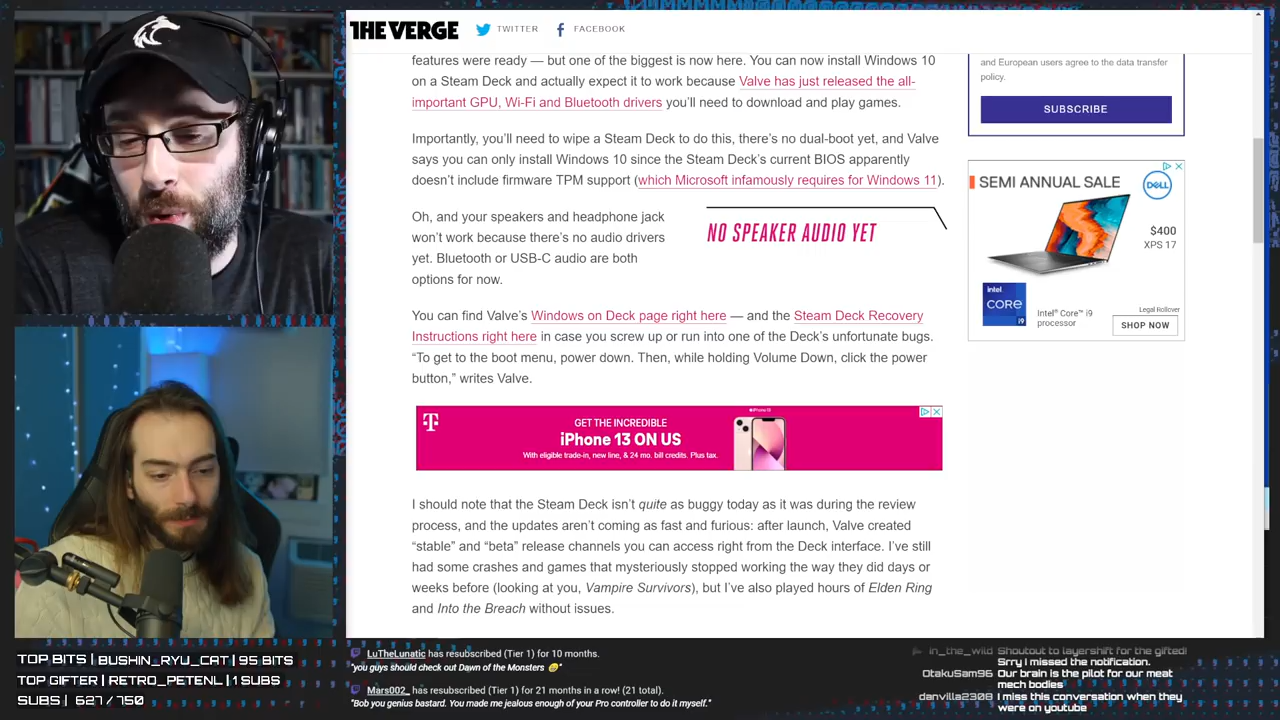 THE VERGE TWITTER FACEBOOK
features were ready — but one of the biggest is now here. You can now install Windows 10
on a Steam Deck and actually expect it to work because Valve has just released the all-
important GPU, Wi-Fi and Bluetooth drivers you’ll need to download and play games.
Importantly, you’ll need to wipe a Steam Deck to do this, there’s no dual-boot yet, and Valve
says you can only install Windows 10 since the Steam Deck’s current BIOS apparently
doesn’t include firmware TPM support (which Microsoft infamously requires for Windows 11).
Oh, and your speakers and headphone jack
won’t work because there’s no audio drivers
yet. Bluetooth or USB-C audio are both
options for now.
NO SPEAKER AUDIO YET
You can find Valve’s Windows on Deck page right here — and the Steam Deck Recovery
Instructions right here in case you screw up or run into one of the Deck’s unfortunate bugs.
“To get to the boot menu, power down. Then, while holding Volume Down, click the power
button,” writes Valve.
T
GET THE INCREDIBLE
iPhone 13 ON US
With eligible trade-in, new line, & 24 mo. bill credits. Plus tax.
iPhone 13
I should note that the Steam Deck isn’t quite as buggy today as it was during the review
process, and the updates aren’t coming as fast and furious: after launch, Valve created
“stable” and “beta” release channels you can access right from the Deck interface. I’ve still
had some crashes and games that mysteriously stopped working the way they did days or
weeks before (looking at you, Vampire Survivors), but I’ve also played hours of Elden Ring
and Into the Breach without issues.
and European users agree to the data transfer
policy.
SUBSCRIBE
SEMI ANNUAL SALE
DELL
$400
XPS 17
intel
CORE
i9
Intel® Core™ i9
processor
Legal Rollover
SHOP NOW
TOP BITS | BUSHIN_RYU_CAT | 95 BITS
TOP GIFTER | RETRO_PETENL | 1 SUBS
SUBS | 627 / 750
LuTheLunatic has resubscribed (Tier 1) for 10 months.
"you guys should check out Dawn of the Monsters 😅"
Mars002_ has resubscribed (Tier 1) for 21 months in a row! (21 total).
"Bob you genius bastard. You made me jealous enough of your Pro controller to do it myself."
in_the_wild Shoutout to layershift for the gifted!
Srry I missed the notification.
OtakuSam96 Our brain is the pilot for our meat
mech bodies
danvilla2308 I miss this conversation when they
were on youtube